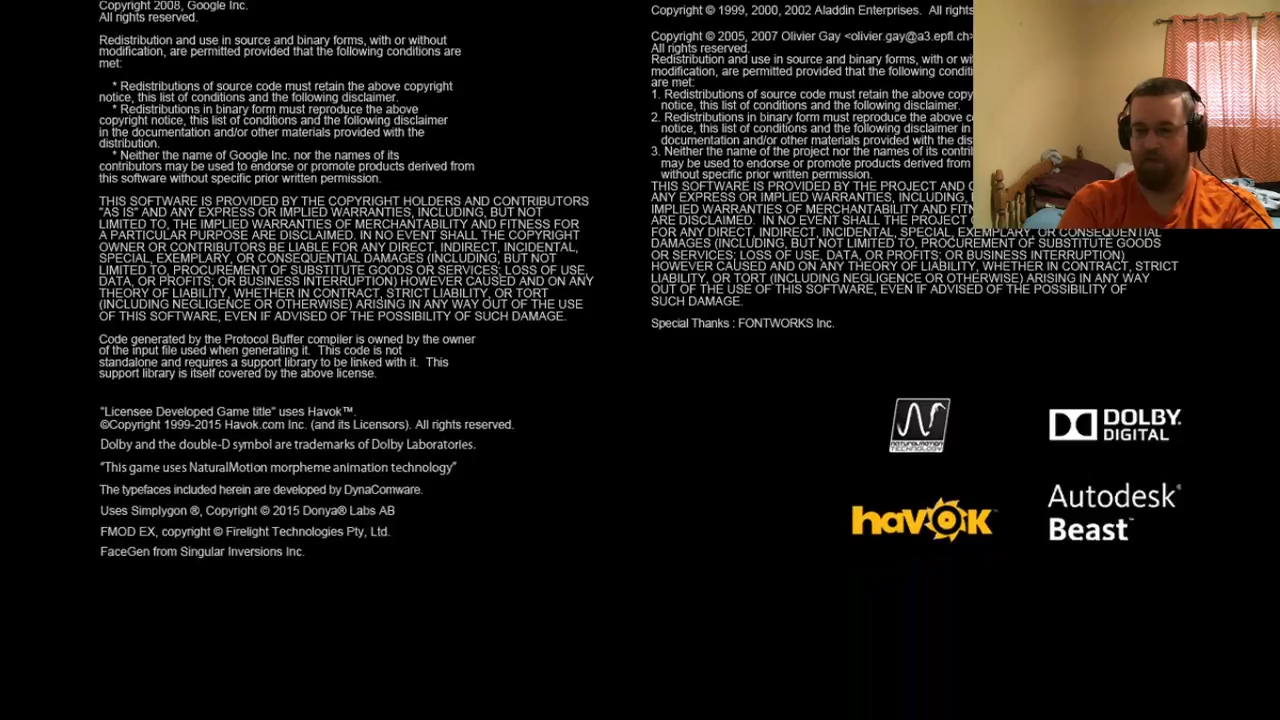 Copyright 2008, Google Inc.
All rights reserved.
Redistribution and use in source and binary forms, with or without
modification, are permitted provided that the following conditions are
met:
* Redistributions of source code must retain the above copyright
notice, this list of conditions and the following disclaimer.
* Redistributions in binary form must reproduce the above
copyright notice, this list of conditions and the following disclaimer
in the documentation and/or other materials provided with the
distribution.
* Neither the name of Google Inc. nor the names of its
contributors may be used to endorse or promote products derived from
this software without specific prior written permission.
THIS SOFTWARE IS PROVIDED BY THE COPYRIGHT HOLDERS AND CONTRIBUTORS
"AS IS" AND ANY EXPRESS OR IMPLIED WARRANTIES, INCLUDING, BUT NOT
LIMITED TO, THE IMPLIED WARRANTIES OF MERCHANTABILITY AND FITNESS FOR
A PARTICULAR PURPOSE ARE DISCLAIMED. IN NO EVENT SHALL THE COPYRIGHT
OWNER OR CONTRIBUTORS BE LIABLE FOR ANY DIRECT, INDIRECT, INCIDENTAL,
SPECIAL, EXEMPLARY, OR CONSEQUENTIAL DAMAGES (INCLUDING, BUT NOT
LIMITED TO, PROCUREMENT OF SUBSTITUTE GOODS OR SERVICES; LOSS OF USE,
DATA, OR PROFITS; OR BUSINESS INTERRUPTION) HOWEVER CAUSED AND ON ANY
THEORY OF LIABILITY, WHETHER IN CONTRACT, STRICT LIABILITY, OR TORT
(INCLUDING NEGLIGENCE OR OTHERWISE) ARISING IN ANY WAY OUT OF THE USE
OF THIS SOFTWARE, EVEN IF ADVISED OF THE POSSIBILITY OF SUCH DAMAGE.
Code generated by the Protocol Buffer compiler is owned by the owner
of the input file used when generating it. This code is not
standalone and requires a support library to be linked with it. This
support library is itself covered by the above license.
"Licensee Developed Game title" uses Havok™.
©Copyright 1999-2015 Havok.com Inc. (and its Licensors). All rights reserved.
Dolby and the double-D symbol are trademarks of Dolby Laboratories.
"This game uses NaturalMotion morpheme animation technology"
The typefaces included herein are developed by DynaComware.
Uses Simplygon ®, Copyright © 2015 Donya® Labs AB
FMOD EX, copyright © Firelight Technologies Pty, Ltd.
FaceGen from Singular Inversions Inc.
Copyright © 1999, 2000, 2002 Aladdin Enterprises. All rights
Copyright © 2005, 2007 Olivier Gay <olivier.gay@a3.epfl.ch>
All rights reserved.
Redistribution and use in source and binary forms, with or wi
modification, are permitted provided that the following conditi
are met:
1. Redistributions of source code must retain the above copy
notice, this list of conditions and the following disclaimer.
2. Redistributions in binary form must reproduce the above c
notice, this list of conditions and the following disclaimer in
documentation and/or other materials provided with the dis
3. Neither the name of the project nor the names of its contri
may be used to endorse or promote products derived from
without specific prior written permission.
THIS SOFTWARE IS PROVIDED BY THE PROJECT AND C
ANY EXPRESS OR IMPLIED WARRANTIES, INCLUDING,
IMPLIED WARRANTIES OF MERCHANTABILITY AND FITN
ARE DISCLAIMED. IN NO EVENT SHALL THE PROJECT
FOR ANY DIRECT, INDIRECT, INCIDENTAL, SPECIAL, EXEMPLARY, OR CONSEQUENTIAL
DAMAGES (INCLUDING, BUT NOT LIMITED TO, PROCUREMENT OF SUBSTITUTE GOODS
OR SERVICES; LOSS OF USE, DATA, OR PROFITS; OR BUSINESS INTERRUPTION)
HOWEVER CAUSED AND ON ANY THEORY OF LIABILITY, WHETHER IN CONTRACT, STRICT
LIABILITY, OR TORT (INCLUDING NEGLIGENCE OR OTHERWISE) ARISING IN ANY WAY
OUT OF THE USE OF THIS SOFTWARE, EVEN IF ADVISED OF THE POSSIBILITY OF
SUCH DAMAGE.
Special Thanks : FONTWORKS Inc.
NATURALMOTION
TECHNOLOGY
DOLBY
DIGITAL
havok™
Autodesk®
Beast™